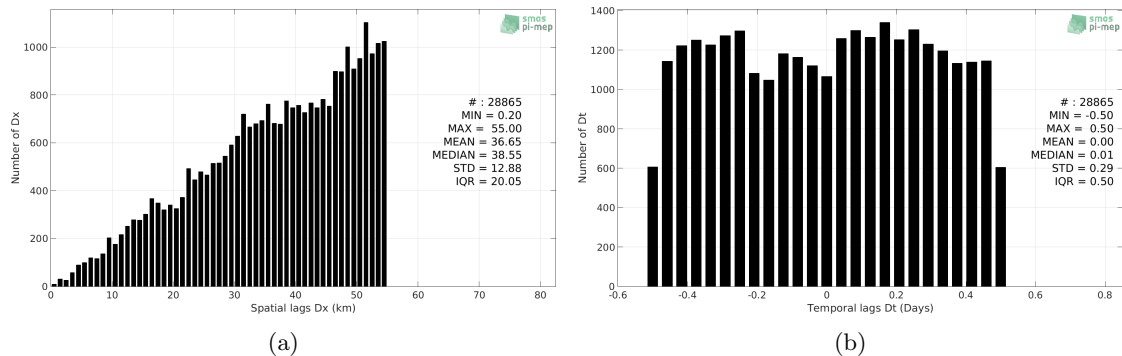 smos
pi-mep
1000
800
600
400
200
0
Number of Dx
# : 28865
MIN = 0.20
MAX = 55.00
MEAN = 36.65
MEDIAN = 38.55
STD = 12.88
IQR = 20.05
0 10 20 30 40 50 60 70 80
Spatial lags Dx (km)
(a)
smos
pi-mep
1400
1200
1000
800
600
400
200
0
Number of Dt
# : 28865
MIN = -0.50
MAX = 0.50
MEAN = 0.00
MEDIAN = 0.01
STD = 0.29
IQR = 0.50
-0.6 -0.4 -0.2 0 0.2 0.4 0.6 0.8
Temporal lags Dt (Days)
(b)